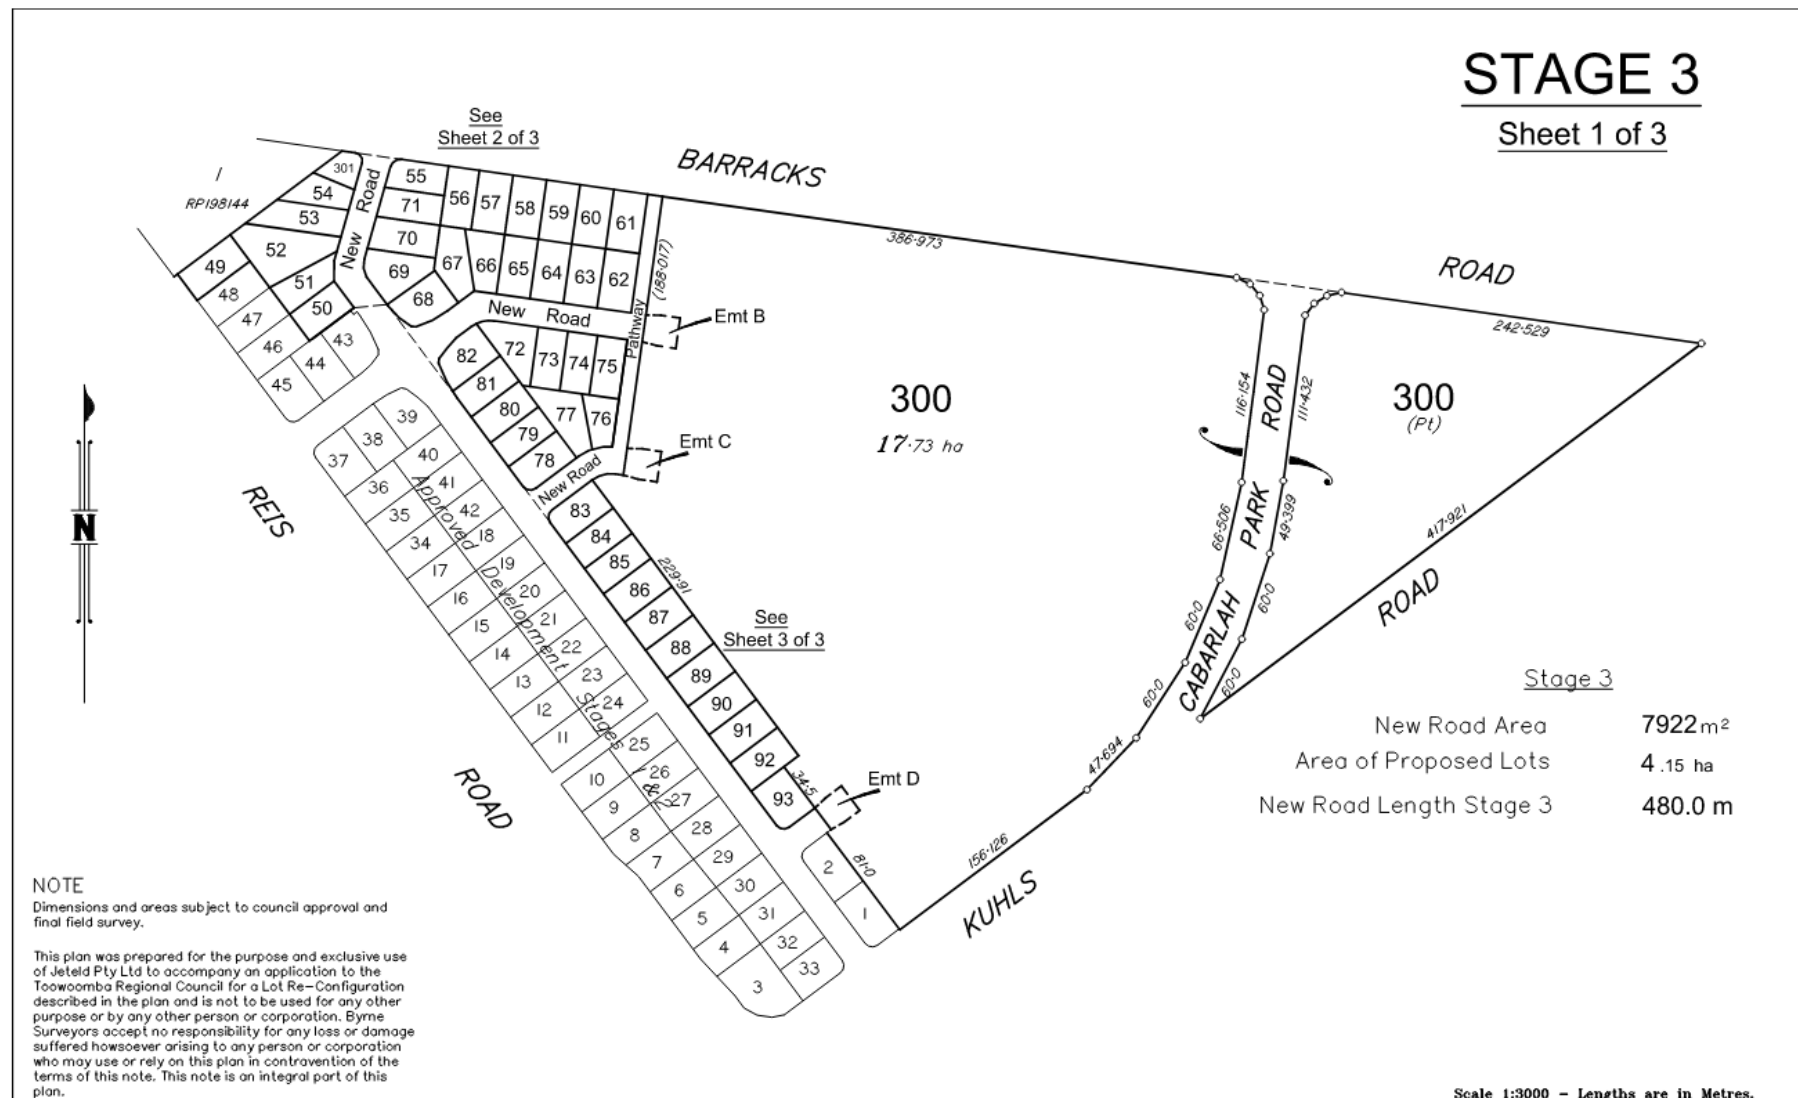 STAGE 3
Sheet 1 of 3
See
Sheet 2 of 3
BARRACKS
ROAD
/
RP198144
301
54
53
52
51
50
49
48
47
46
45
44
43
New Road
55
71
70
69
68
67
66
65
64
63
62
56
57
58
59
60
61
(188·017)
Pathway
New Road
Emt B
386·973
242·529
82
81
80
79
78
72
73
74
75
77
76
Emt C
New Road
300
17·73 ha
300
(Pt)
116·154
111·432
66·506
49·399
60·0
60·0
60·0
60·0
47·694
156·126
417·921
CABARLAH PARK ROAD
ROAD
KUHLS
N
REIS
ROAD
39
38
37
40
36
41
35
42
34
18
17
19
16
20
15
21
14
22
13
23
12
24
11
25
10
26
9
27
8
28
7
29
6
30
5
31
4
32
3
33
Approved Development Stages 1 & 2
83
84
85
86
87
88
89
90
91
92
93
229·91
34·5
See
Sheet 3 of 3
Emt D
2
1
81·0
Stage 3
New Road Area 7922m²
Area of Proposed Lots 4 .15 ha
New Road Length Stage 3 480.0 m
NOTE
Dimensions and areas subject to council approval and
final field survey.
This plan was prepared for the purpose and exclusive use
of Jeteld Pty Ltd to accompany an application to the
Toowoomba Regional Council for a Lot Re-Configuration
described in the plan and is not to be used for any other
purpose or by any other person or corporation. Byrne
Surveyors accept no responsibility for any loss or damage
suffered howsoever arising to any person or corporation
who may use or rely on this plan in contravention of the
terms of this note. This note is an integral part of this
plan.
Scale 1:3000 - Lengths are in Metres.